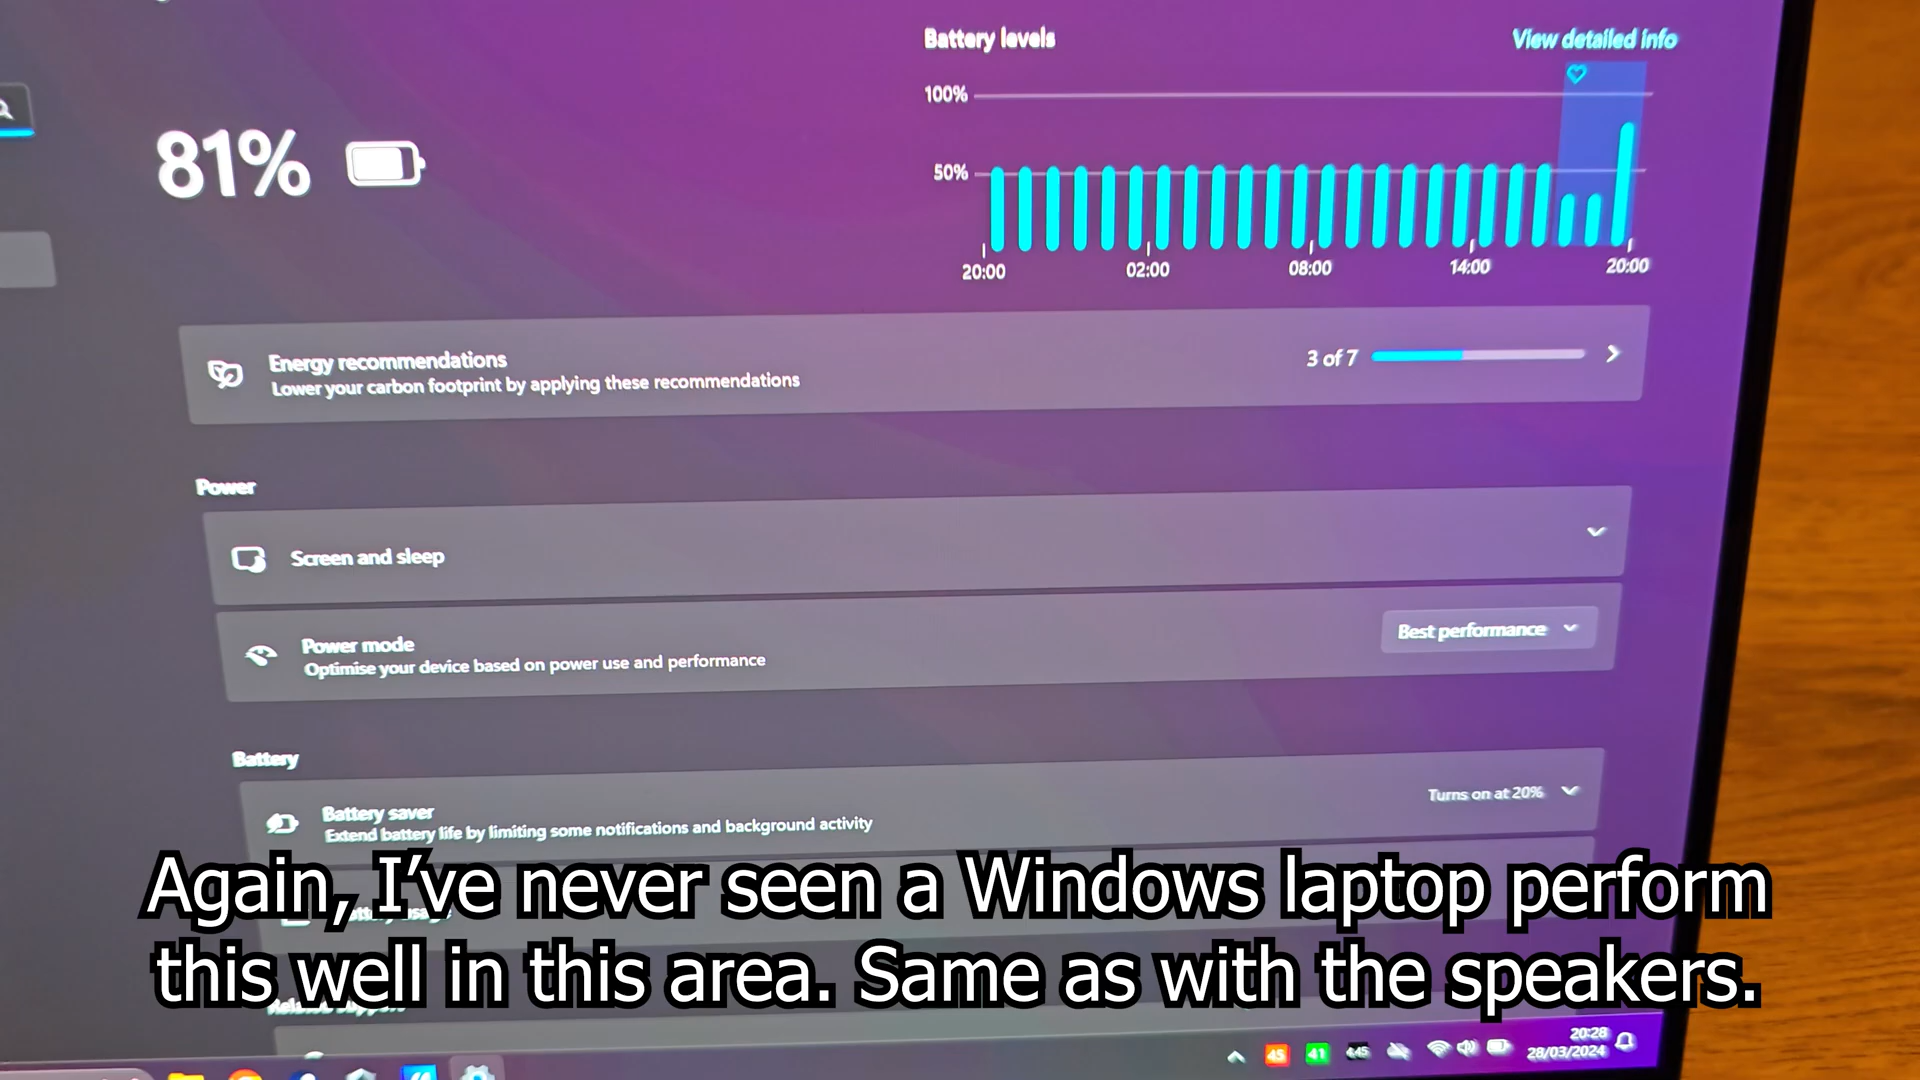 Battery levels
View detailed info
81%
100%
50%
20:00
02:00
08:00
14:00
20:00
Energy recommendations
Lower your carbon footprint by applying these recommendations
3 of 7
Power
Screen and sleep
Power mode
Optimise your device based on power use and performance
Best performance
Battery
Battery saver
Extend battery life by limiting some notifications and background activity
Turns on at 20%
Again, I’ve never seen a Windows laptop perform
this well in this area. Same as with the speakers.
45
41
20:28
28/03/2024